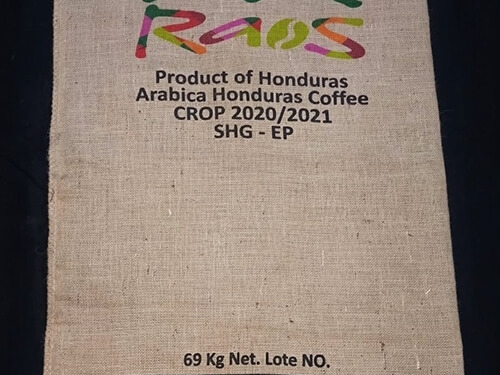 RaoS
Product of Honduras
Arabica Honduras Coffee
CROP 2020/2021
SHG - EP
69 Kg Net. Lote NO.